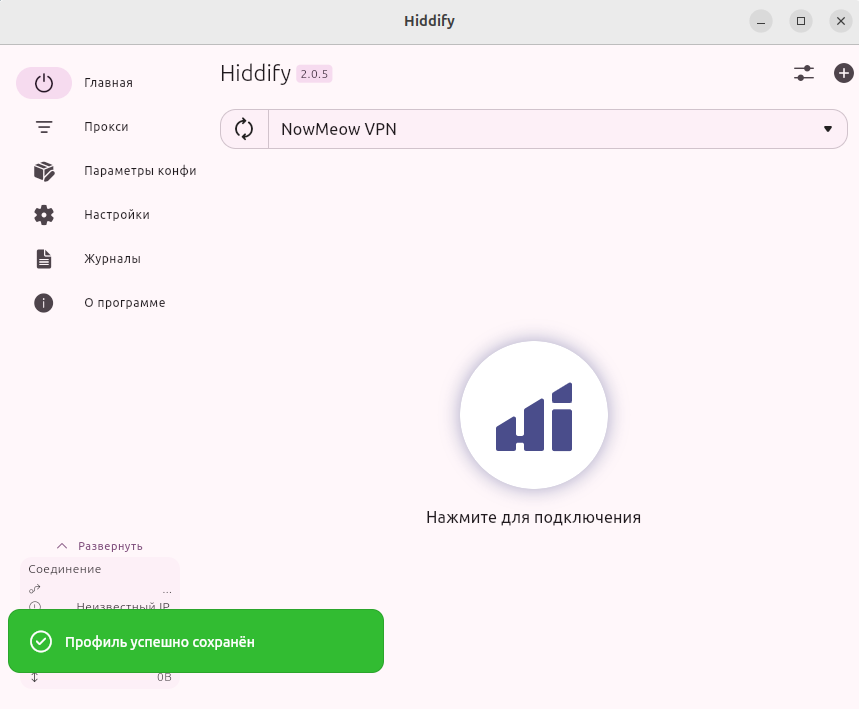 Hiddify
Hiddify 2.0.5
Главная
NowMeow VPN
Прокси
Параметры конфи
Настройки
Журналы
О программе
Нажмите для подключения
Развернуть
Соединение
...
Неизвестный IP
Профиль успешно сохранён
0B